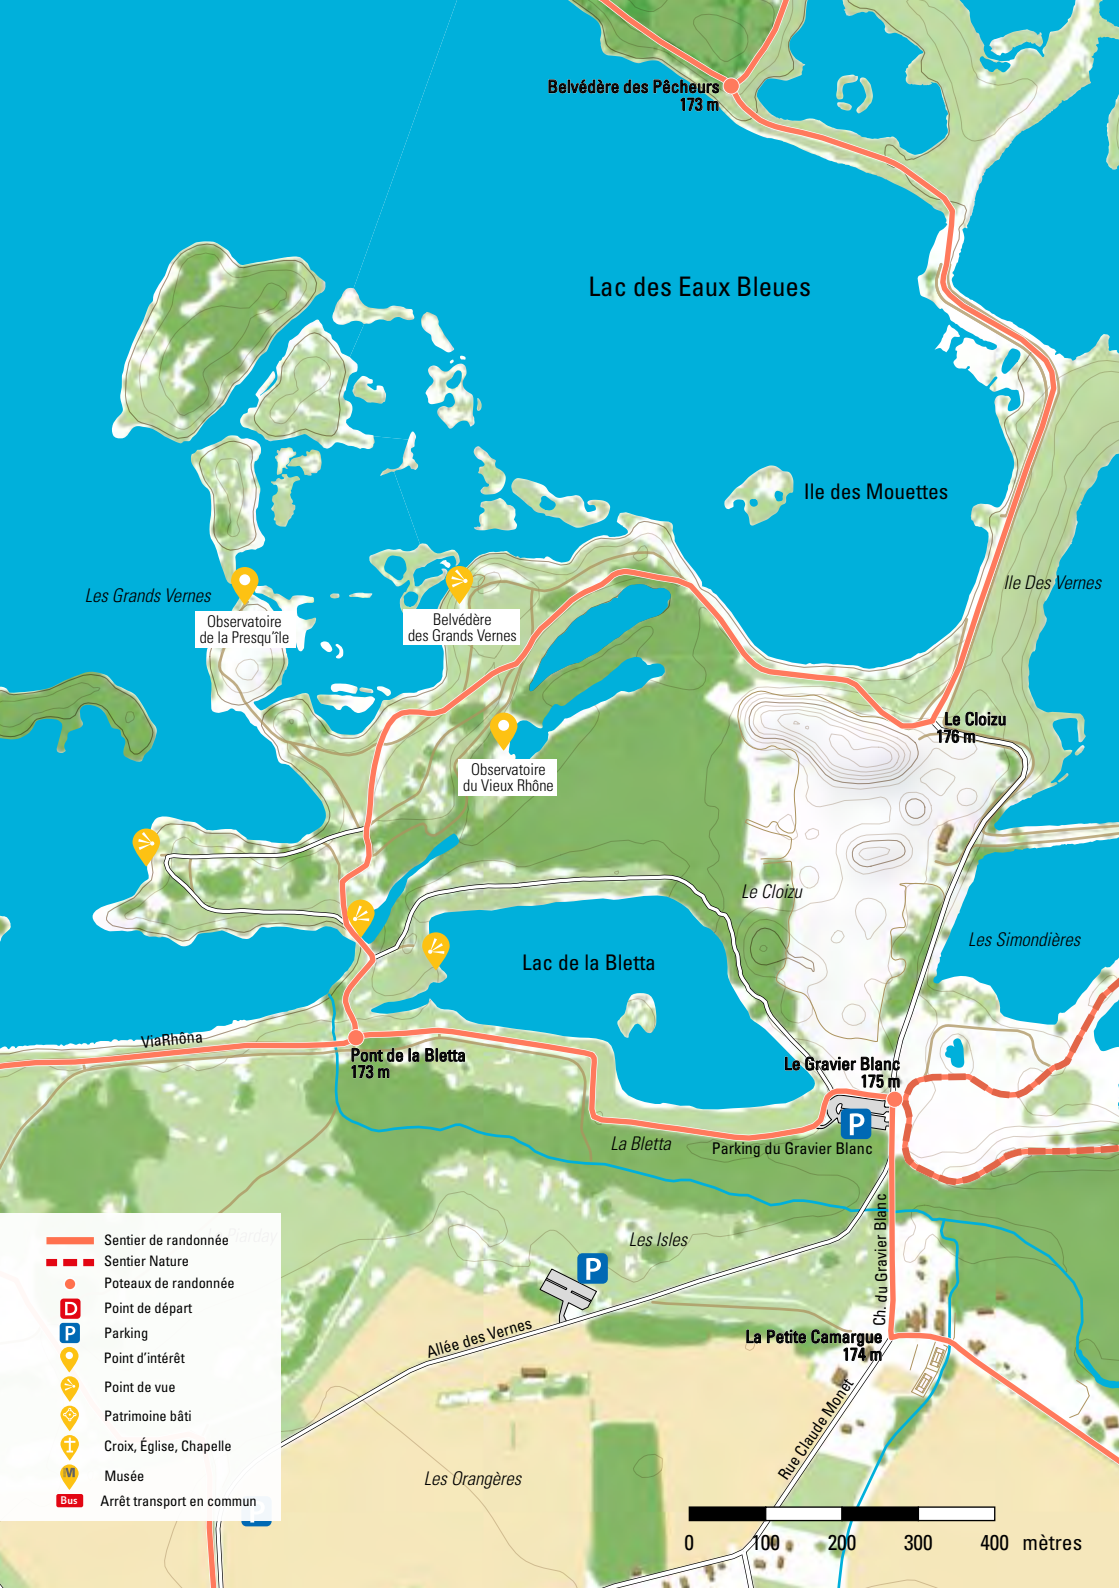 Belvédère des Pêcheurs
173 m
Lac des Eaux Bleues
Ile des Mouettes
Ile Des Vernes
Les Grands Vernes
Observatoire
de la Presqu'île
Belvédère
des Grands Vernes
Le Cloizu
176 m
Observatoire
du Vieux Rhône
Le Cloizu
Les Simondières
Lac de la Bletta
ViaRhôna
Pont de la Bletta
173 m
Le Gravier Blanc
175 m
P
La Bletta
Parking du Gravier Blanc
Ch. du Gravier Blanc
Les Isles
P
Allée des Vernes
La Petite Camargue
174 m
Rue Claude Monet
Les Orangères
Sentier de randonnée
Sentier Nature
Poteaux de randonnée
D Point de départ
P Parking
Point d'intérêt
Point de vue
Patrimoine bâti
Croix, Église, Chapelle
M Musée
Bus Arrêt transport en commun
P
0 100 200 300 400 mètres